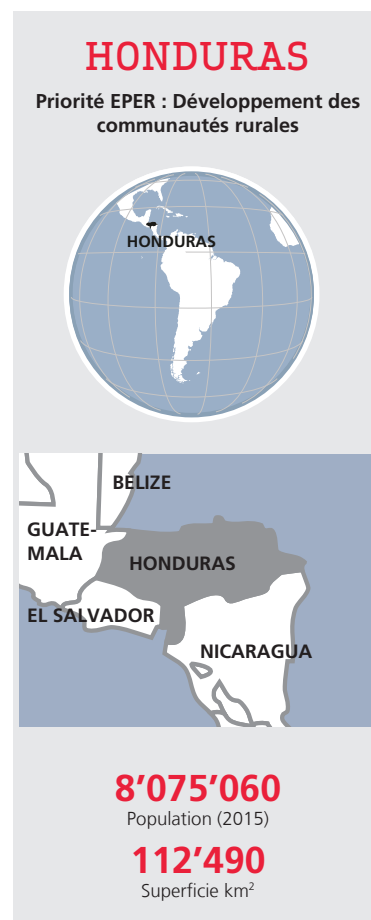 HONDURAS
Priorité EPER : Développement des
communautés rurales
HONDURAS
BELIZE
GUATE-
MALA
HONDURAS
EL SALVADOR
NICARAGUA
8’075’060
Population (2015)
112’490
Superficie km²